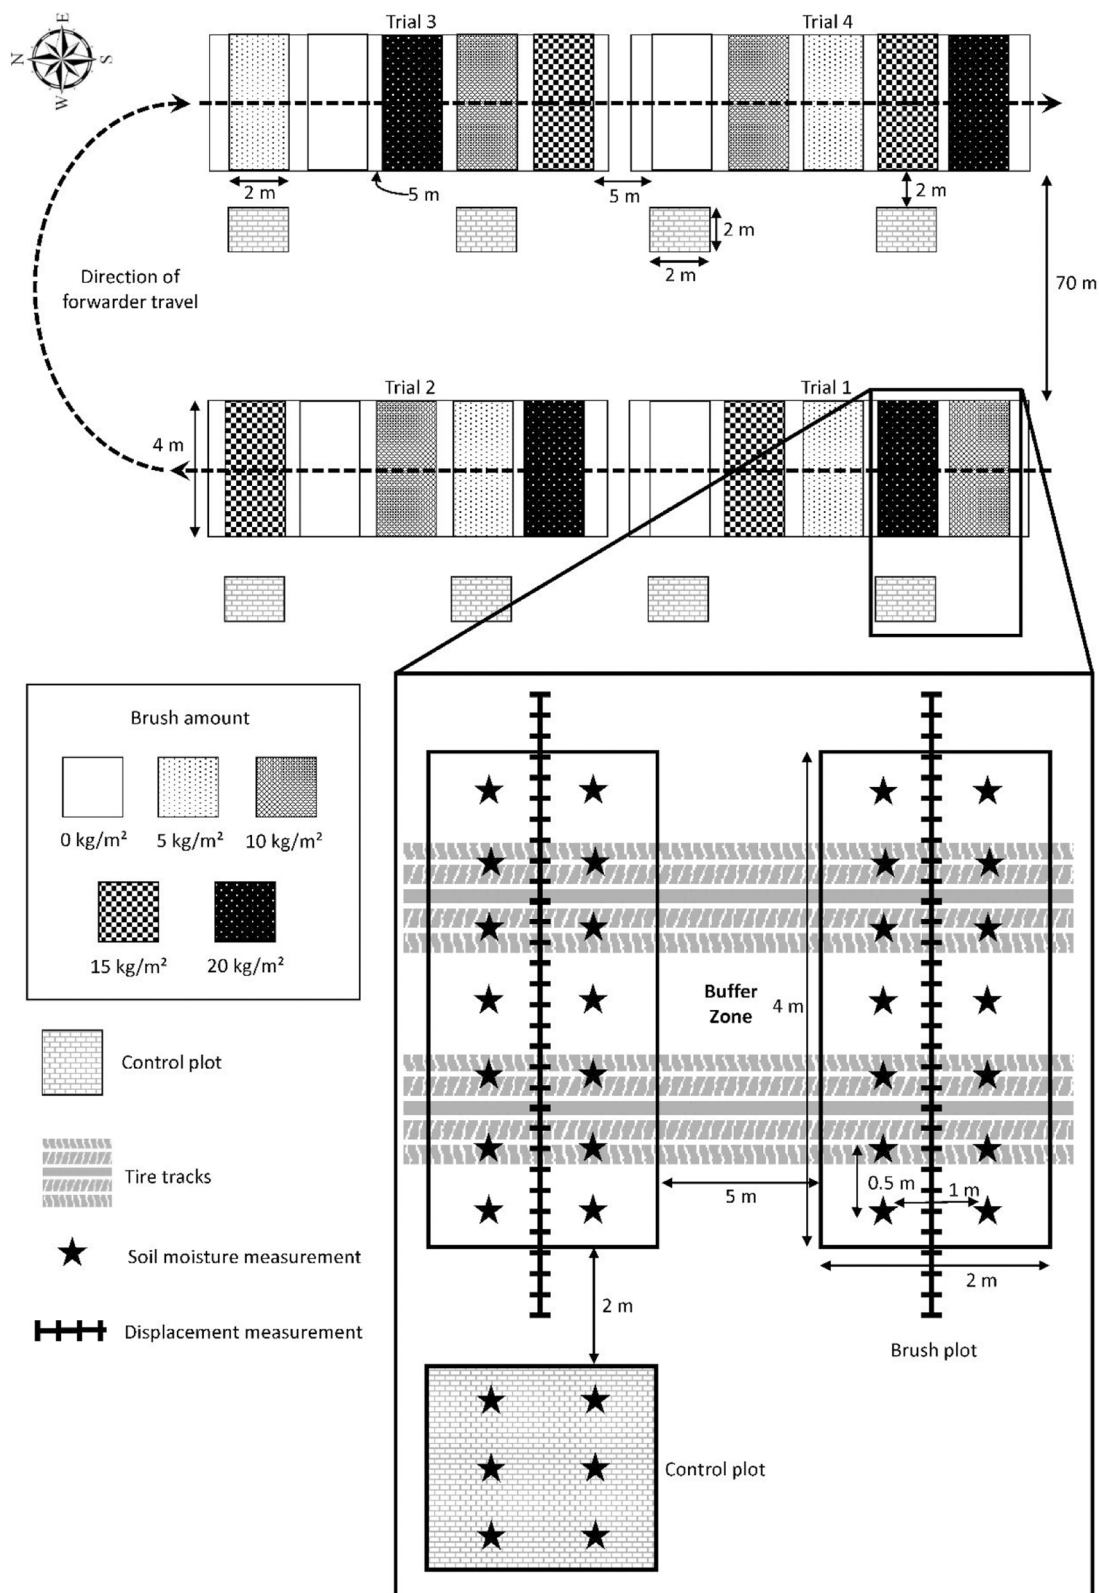 E
N
S
W
Trial 3
Trial 4
2 m
5 m
5 m
2 m
2 m
2 m
Direction of
forwarder travel
70 m
Trial 2
Trial 1
4 m
Brush amount
0 kg/m²
5 kg/m²
10 kg/m²
15 kg/m²
20 kg/m²
Control plot
Tire tracks
Soil moisture measurement
Displacement measurement
Buffer
Zone
4 m
5 m
0.5 m
1 m
2 m
2 m
Brush plot
Control plot